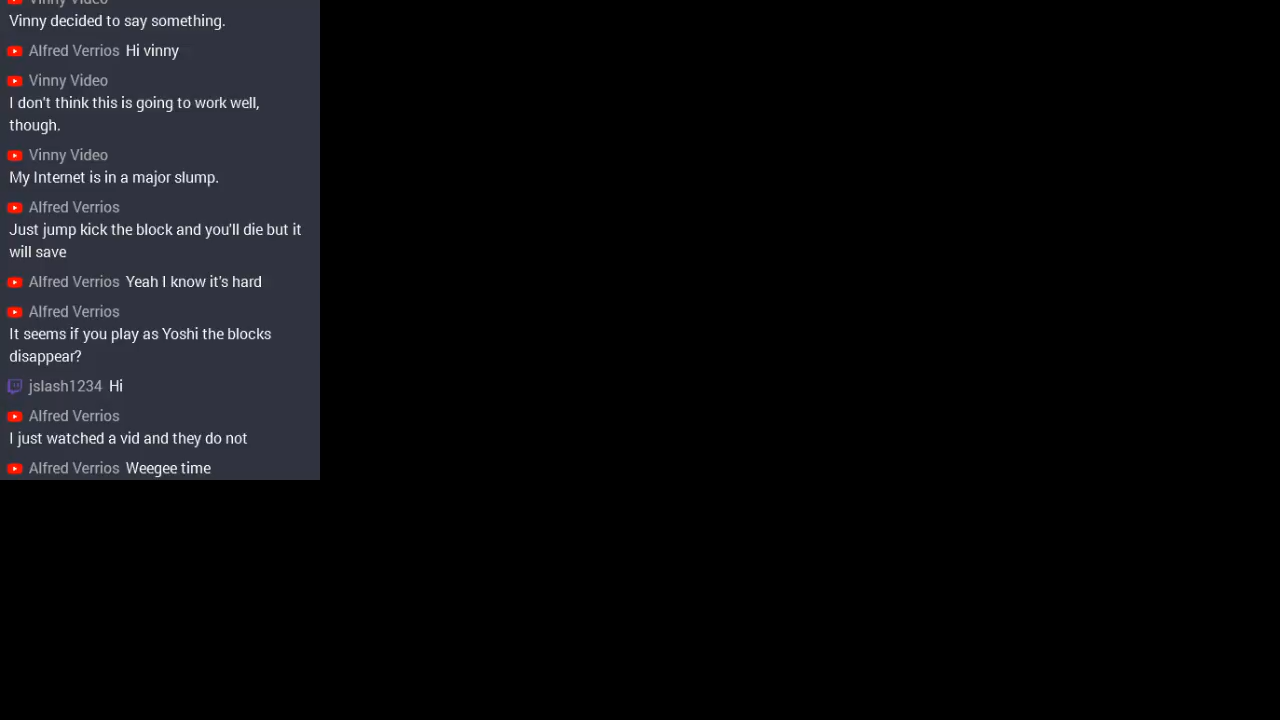 Vinny Video
Vinny decided to say something.
Alfred Verrios Hi vinny
Vinny Video
I don't think this is going to work well,
though.
Vinny Video
My Internet is in a major slump.
Alfred Verrios
Just jump kick the block and you'll die but it
will save
Alfred Verrios Yeah I know it's hard
Alfred Verrios
It seems if you play as Yoshi the blocks
disappear?
jslash1234 Hi
Alfred Verrios
I just watched a vid and they do not
Alfred Verrios Weegee time